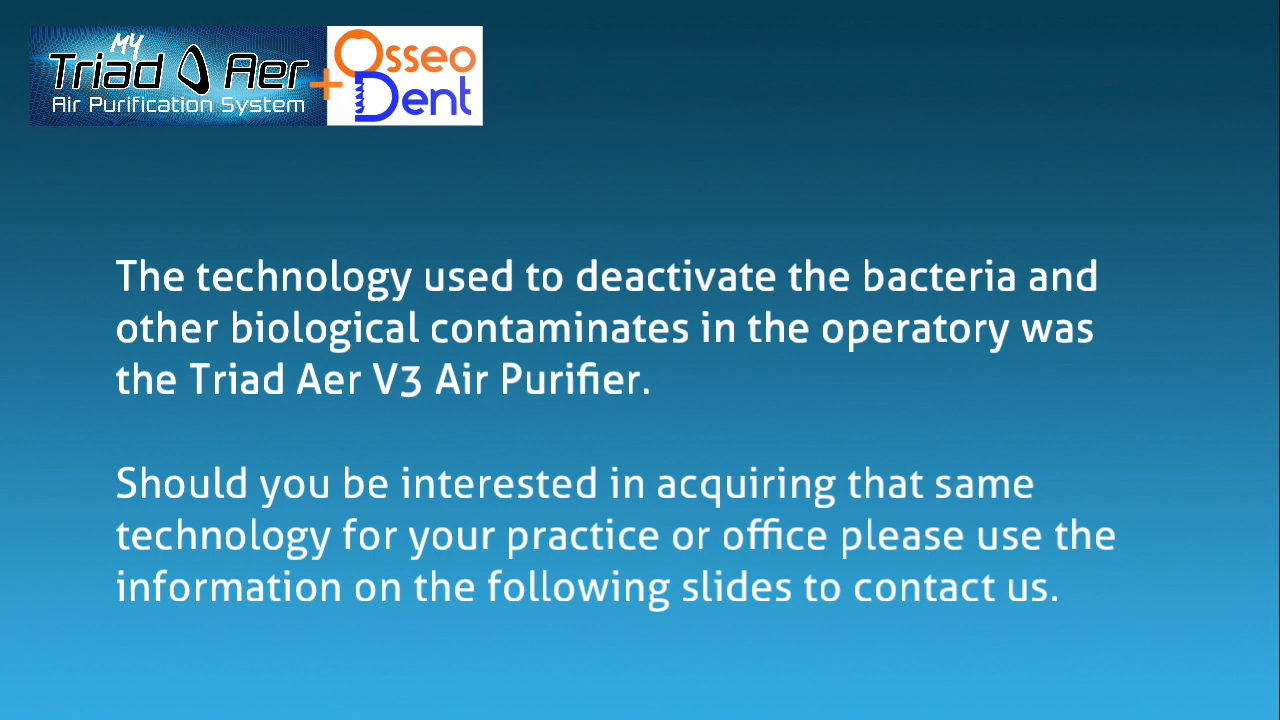 MY
Triad Aer
Air Purification System
+
Osseo
Dent
The technology used to deactivate the bacteria and
other biological contaminates in the operatory was
the Triad Aer V3 Air Purifier.
Should you be interested in acquiring that same
technology for your practice or office please use the
information on the following slides to contact us.